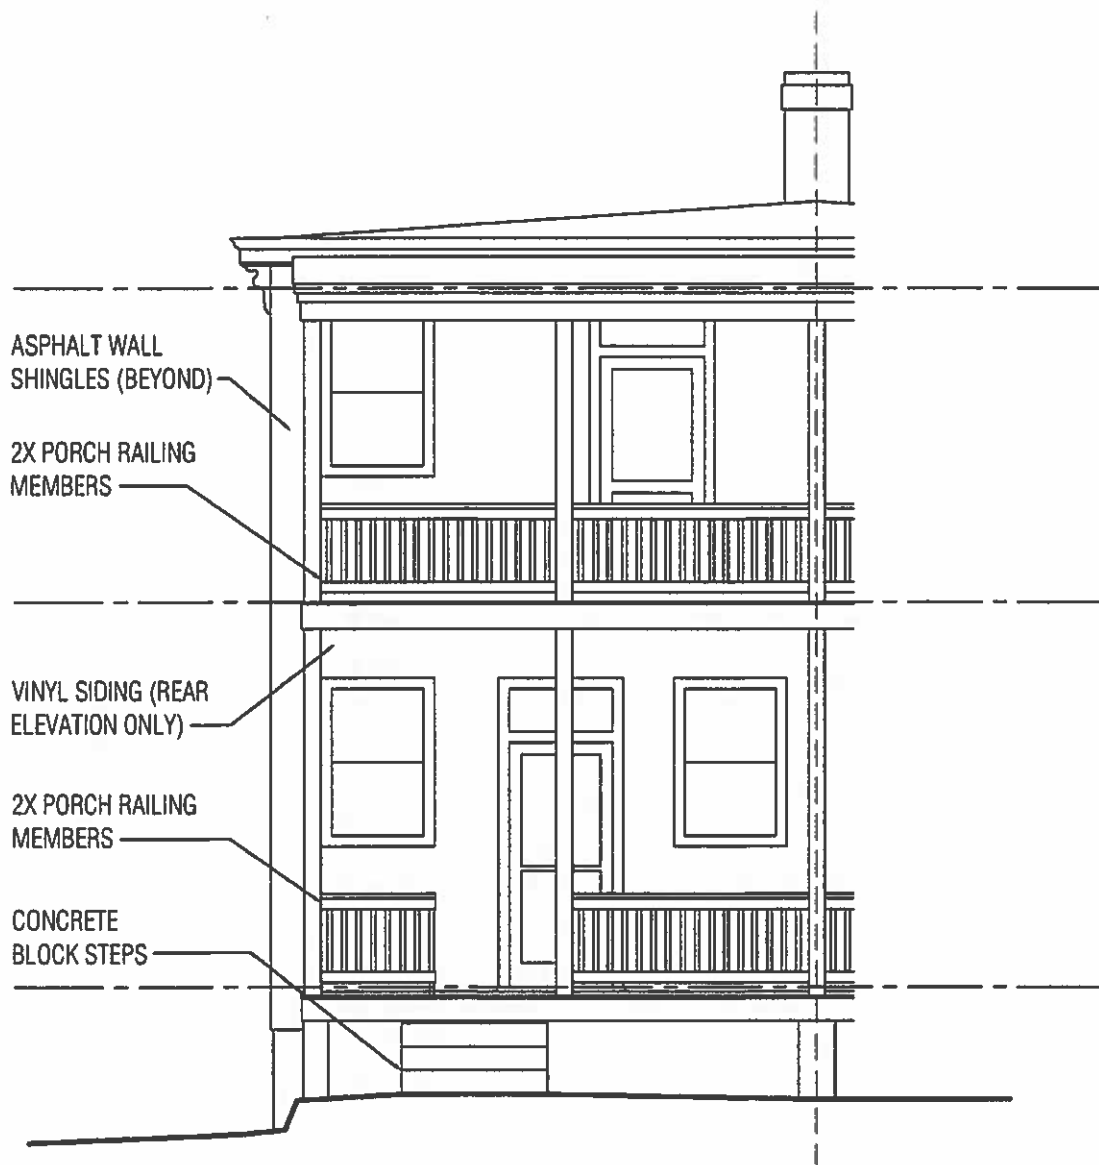 ASPHALT WALL
SHINGLES (BEYOND)
2X PORCH RAILING
MEMBERS
VINYL SIDING (REAR
ELEVATION ONLY)
2X PORCH RAILING
MEMBERS
CONCRETE
BLOCK STEPS